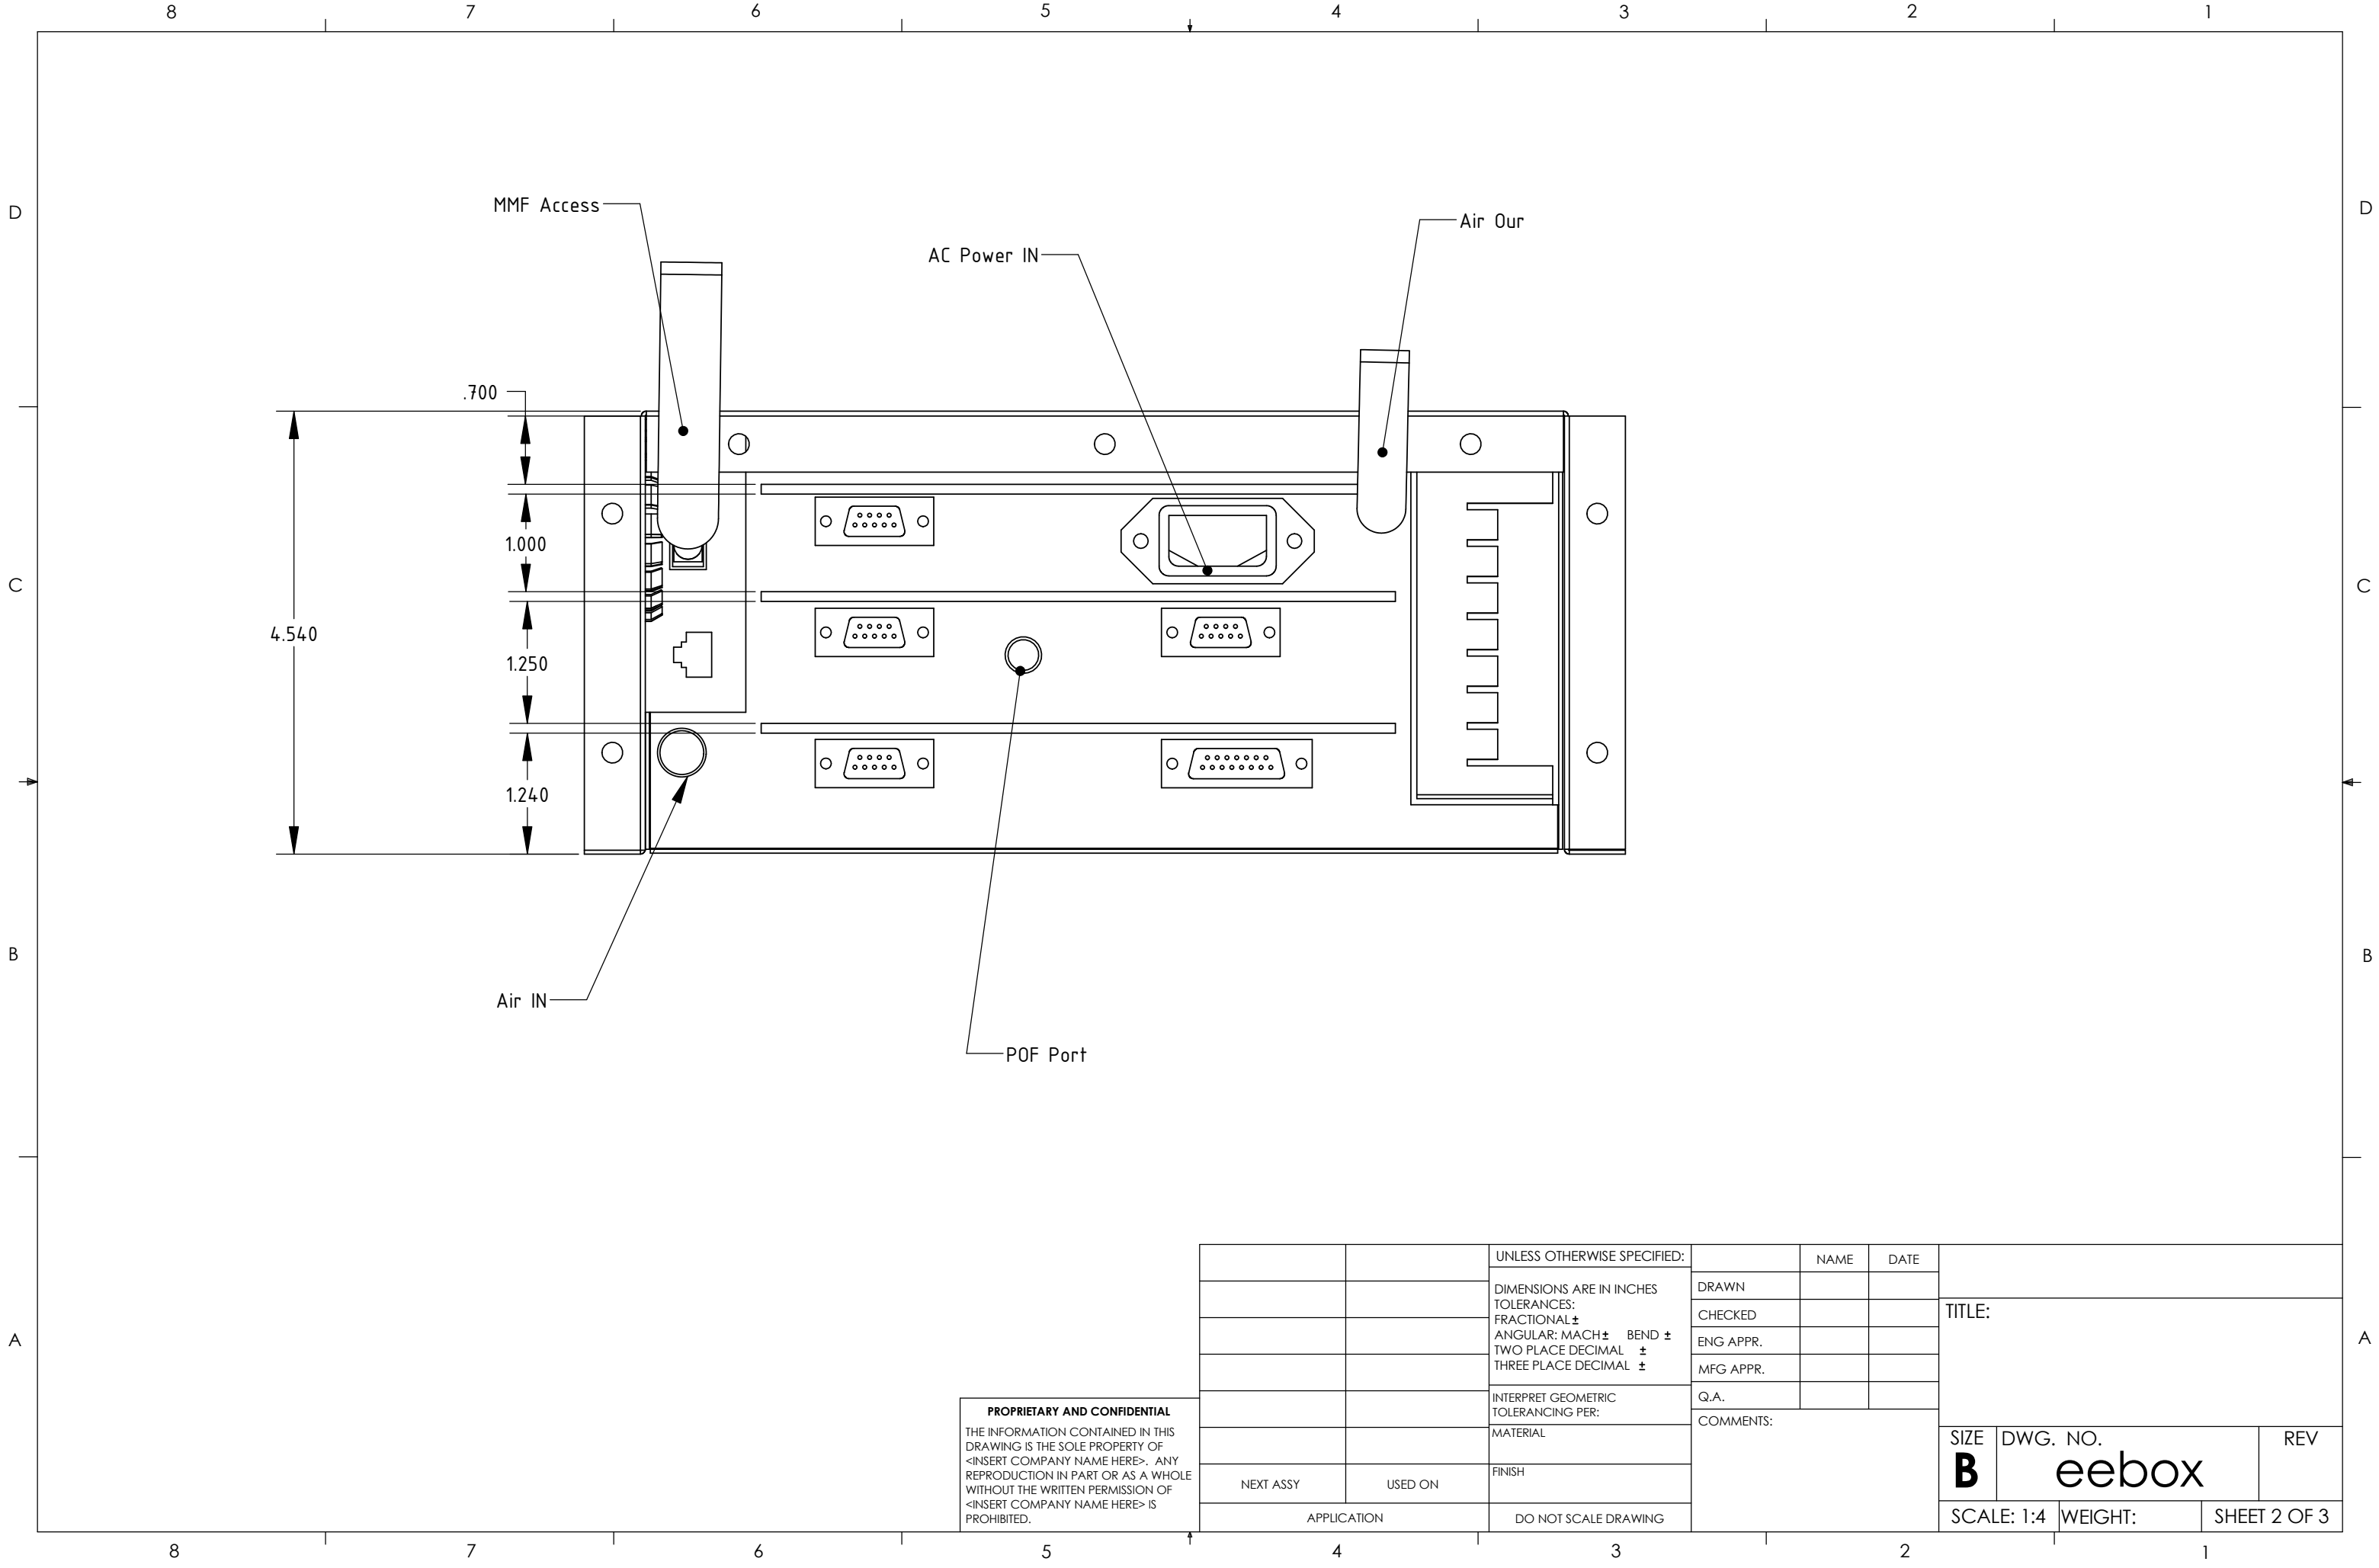 8 7 6 5 4 3 2 1
D D
MMF Access
Air Our
AC Power IN
.700
1.000
C C
4.540
1.250
1.240
B B
Air IN
POF Port
A A
PROPRIETARY AND CONFIDENTIAL
THE INFORMATION CONTAINED IN THIS
DRAWING IS THE SOLE PROPERTY OF
<INSERT COMPANY NAME HERE>. ANY
REPRODUCTION IN PART OR AS A WHOLE
WITHOUT THE WRITTEN PERMISSION OF
<INSERT COMPANY NAME HERE> IS
PROHIBITED.
NEXT ASSY USED ON
APPLICATION
UNLESS OTHERWISE SPECIFIED:
DIMENSIONS ARE IN INCHES
TOLERANCES:
FRACTIONAL±
ANGULAR: MACH± BEND ±
TWO PLACE DECIMAL ±
THREE PLACE DECIMAL ±
INTERPRET GEOMETRIC
TOLERANCING PER:
MATERIAL
FINISH
DO NOT SCALE DRAWING
NAME DATE
DRAWN
CHECKED
ENG APPR.
MFG APPR.
Q.A.
COMMENTS:
TITLE:
SIZE DWG. NO. REV
B eebox
SCALE: 1:4 WEIGHT: SHEET 2 OF 3
8 7 6 5 4 3 2 1